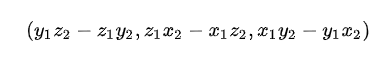 (y₁z₂ − z₁y₂, z₁x₂ − x₁z₂, x₁y₂ − y₁x₂)